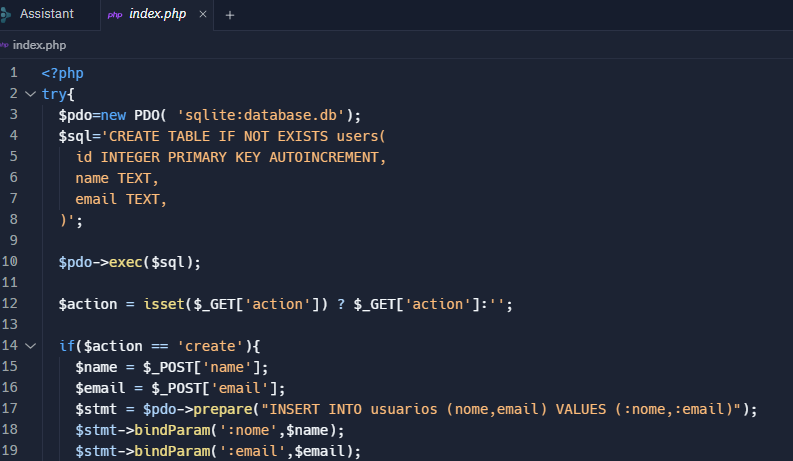 Assistant
php index.php × +
php index.php
1 <?php
2 try{
3 $pdo=new PDO( 'sqlite:database.db');
4 $sql='CREATE TABLE IF NOT EXISTS users(
5 id INTEGER PRIMARY KEY AUTOINCREMENT,
6 name TEXT,
7 email TEXT,
8 )';
9
10 $pdo->exec($sql);
11
12 $action = isset($_GET['action']) ? $_GET['action']:'';
13
14 if($action == 'create'){
15 $name = $_POST['name'];
16 $email = $_POST['email'];
17 $stmt = $pdo->prepare("INSERT INTO usuarios (nome,email) VALUES (:nome,:email)");
18 $stmt->bindParam(':nome',$name);
19 $stmt->bindParam(':email',$email);